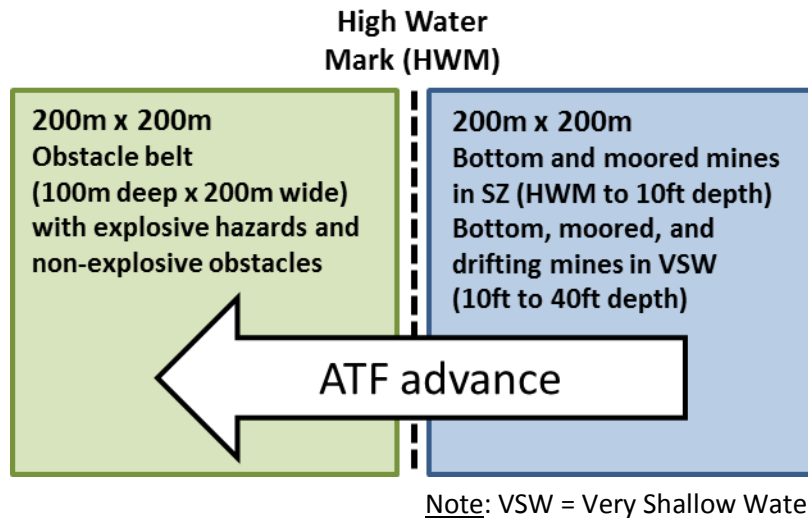 High Water
Mark (HWM)
200m x 200m
Obstacle belt
(100m deep x 200m wide)
with explosive hazards and
non-explosive obstacles
200m x 200m
Bottom and moored mines
in SZ (HWM to 10ft depth)
Bottom, moored, and
drifting mines in VSW
(10ft to 40ft depth)
ATF advance
Note: VSW = Very Shallow Wate